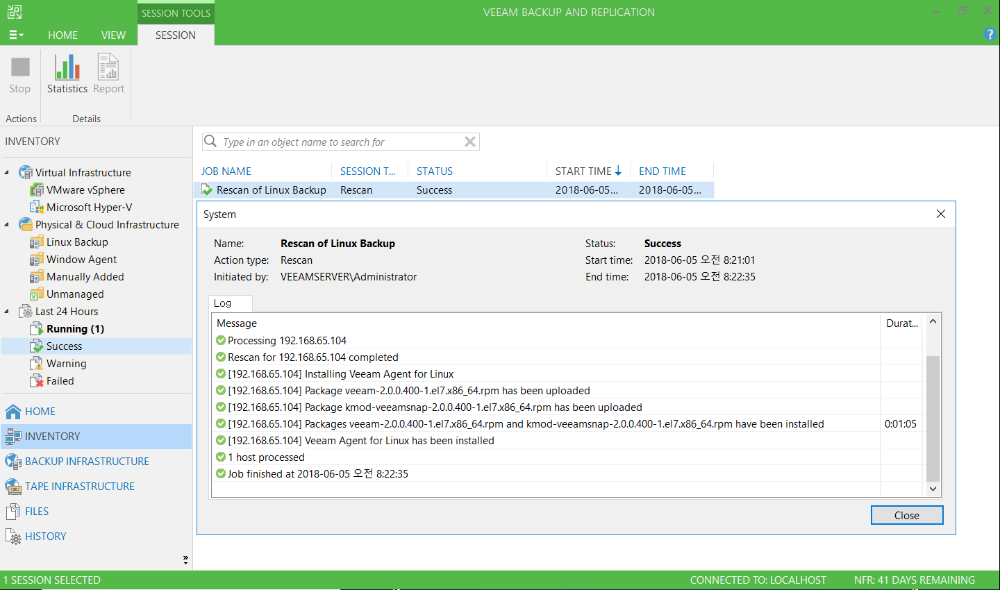 SESSION TOOLS
VEEAM BACKUP AND REPLICATION
HOME VIEW SESSION
?
Stop
Statistics
Report
Actions
Details
INVENTORY
Virtual Infrastructure
VMware vSphere
Microsoft Hyper-V
Physical & Cloud Infrastructure
Linux Backup
Window Agent
Manually Added
Unmanaged
Last 24 Hours
Running (1)
Success
Warning
Failed
HOME
INVENTORY
BACKUP INFRASTRUCTURE
TAPE INFRASTRUCTURE
FILES
HISTORY
Type in an object name to search for
JOB NAME SESSION T... STATUS START TIME END TIME
Rescan of Linux Backup Rescan Success 2018-06-05... 2018-06-05...
System
Name: Rescan of Linux Backup
Action type: Rescan
Initiated by: VEEAMSERVER\Administrator
Status: Success
Start time: 2018-06-05 오전 8:21:01
End time: 2018-06-05 오전 8:22:35
Log
Message Durat...
Processing 192.168.65.104
Rescan for 192.168.65.104 completed
[192.168.65.104] Installing Veeam Agent for Linux
[192.168.65.104] Package veeam-2.0.0.400-1.el7.x86_64.rpm has been uploaded
[192.168.65.104] Package kmod-veeamsnap-2.0.0.400-1.el7.x86_64.rpm has been uploaded
[192.168.65.104] Packages veeam-2.0.0.400-1.el7.x86_64.rpm and kmod-veeamsnap-2.0.0.400-1.el7.x86_64.rpm have been installed 0:01:05
[192.168.65.104] Veeam Agent for Linux has been installed
1 host processed
Job finished at 2018-06-05 오전 8:22:35
Close
1 SESSION SELECTED
CONNECTED TO: LOCALHOST
NFR: 41 DAYS REMAINING